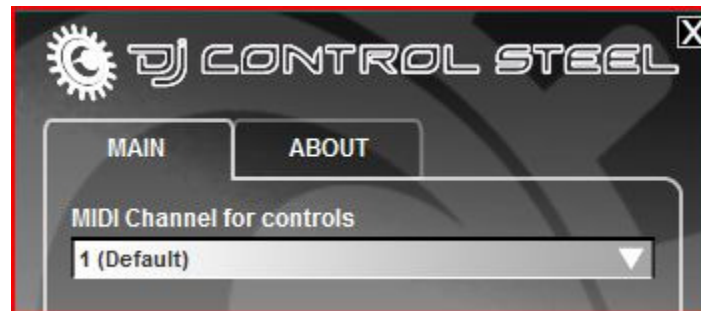 DJ CONTROL STEEL
X
MAIN ABOUT
MIDI Channel for controls
1 (Default)